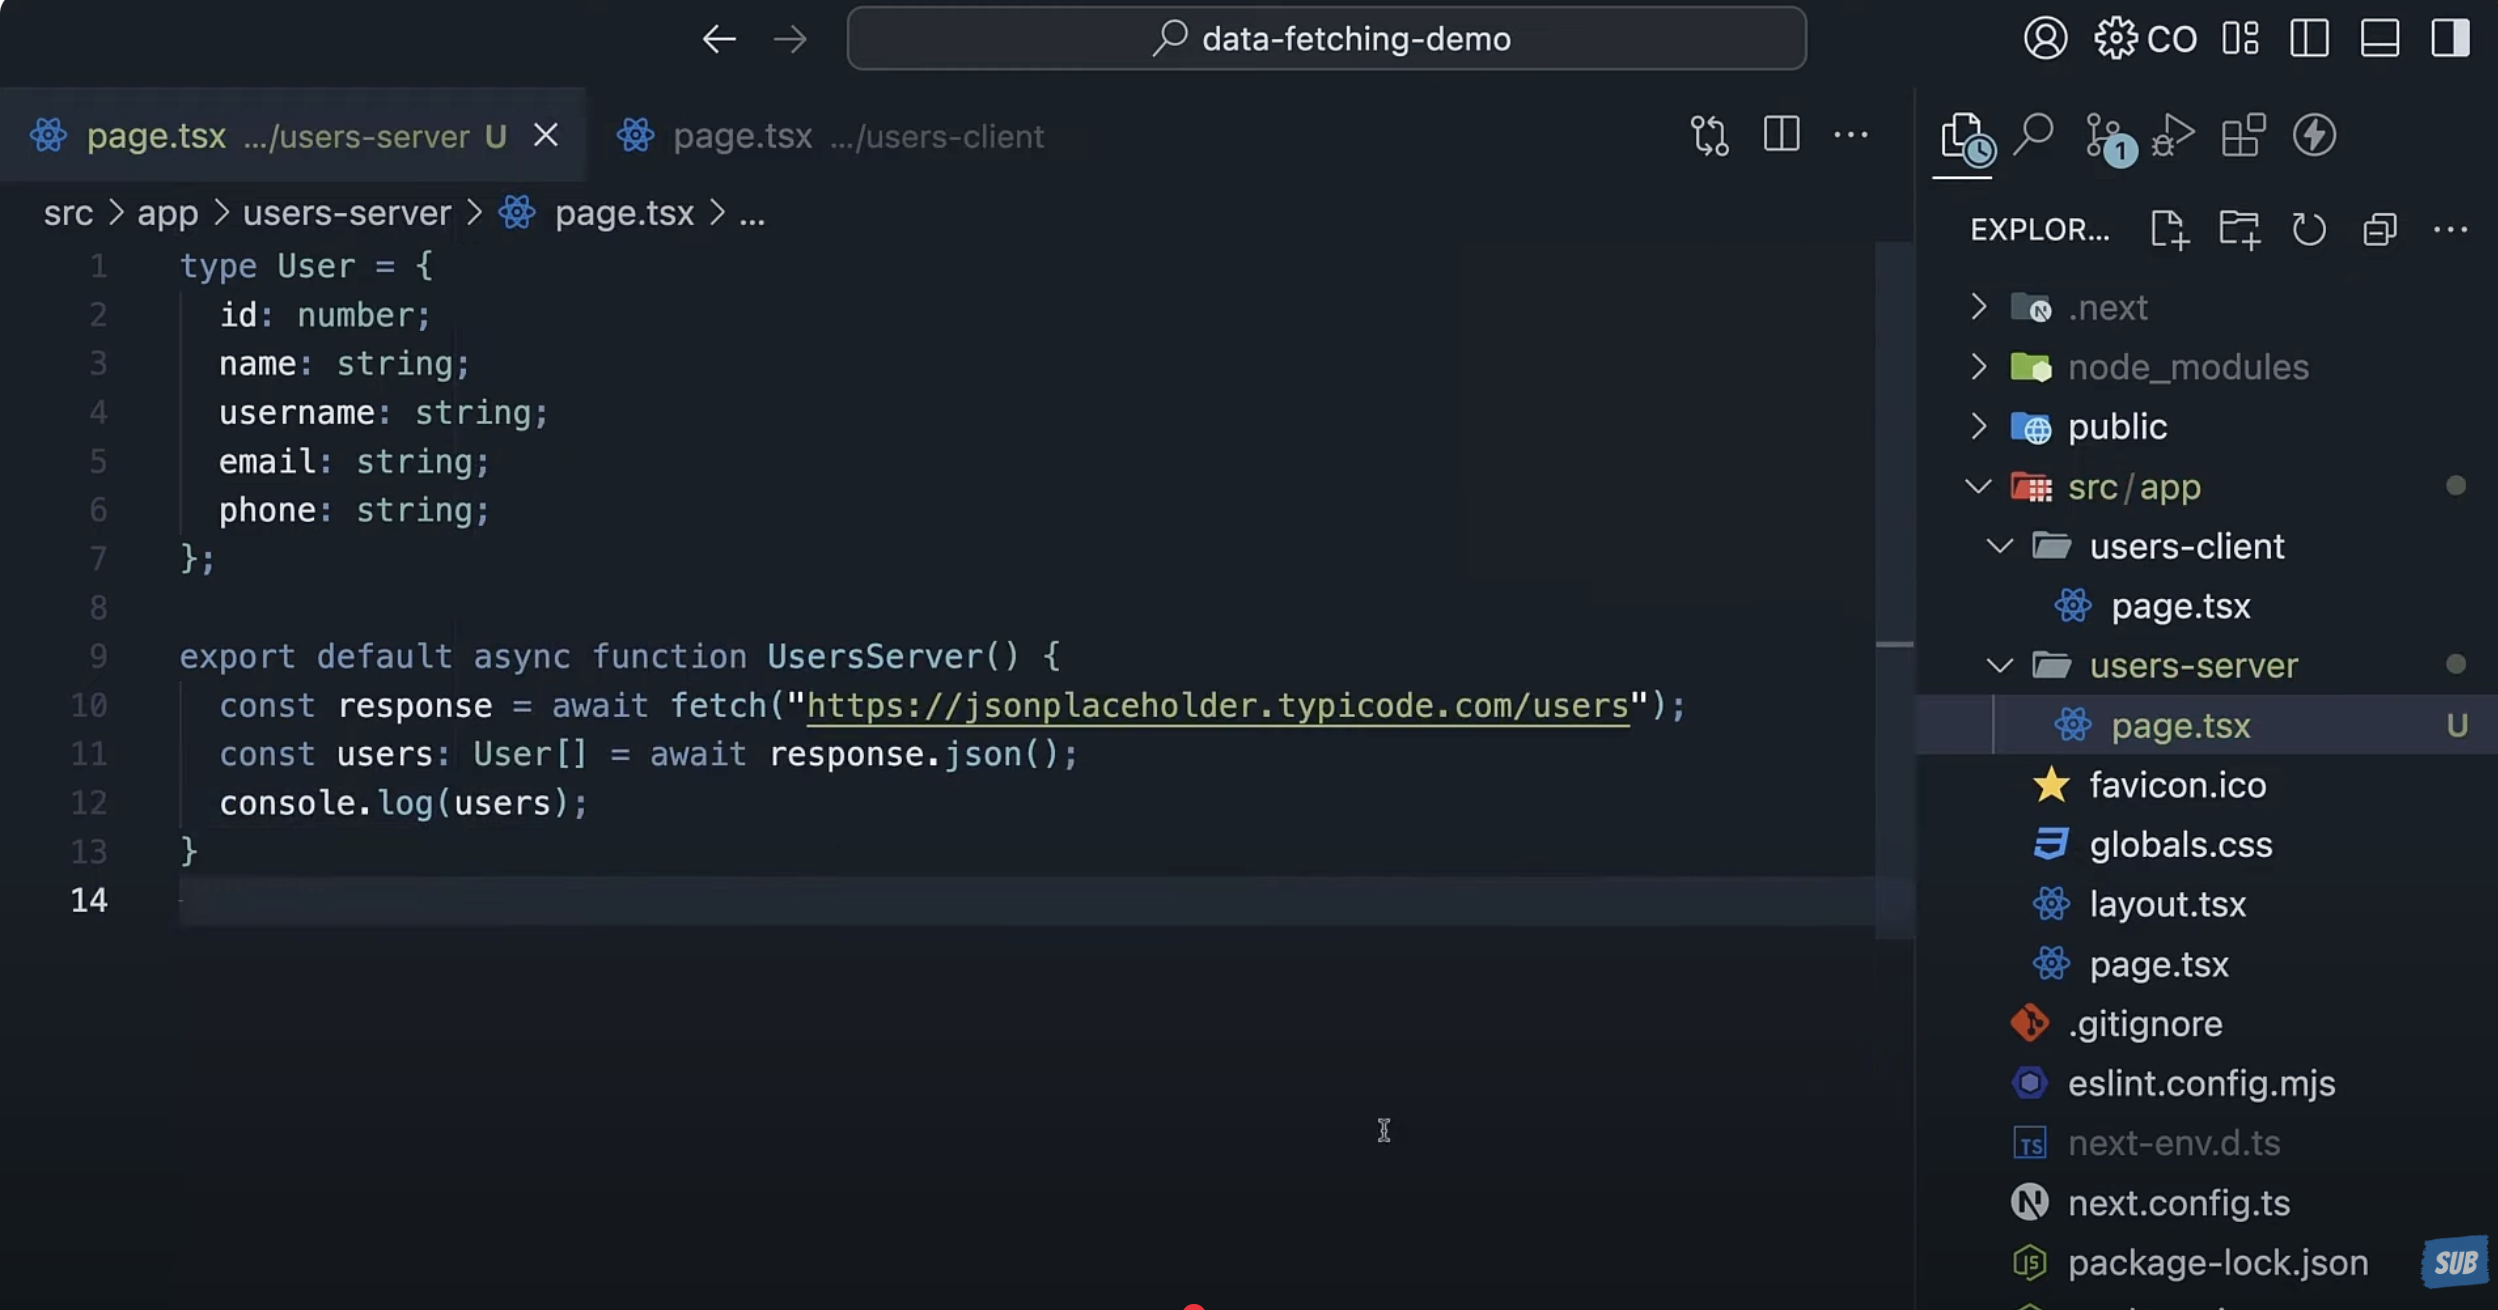 data-fetching-demo
CO
page.tsx .../users-server U
page.tsx .../users-client
1
src > app > users-server > page.tsx > ...
1 type User = {
2 id: number;
3 name: string;
4 username: string;
5 email: string;
6 phone: string;
7 };
8
9 export default async function UsersServer() {
10 const response = await fetch("https://jsonplaceholder.typicode.com/users");
11 const users: User[] = await response.json();
12 console.log(users);
13 }
14
EXPLOR...
.next
node_modules
public
src/app
users-client
page.tsx
users-server
page.tsx U
favicon.ico
globals.css
layout.tsx
page.tsx
.gitignore
eslint.config.mjs
TS next-env.d.ts
N next.config.ts
JS package-lock.json
SUB